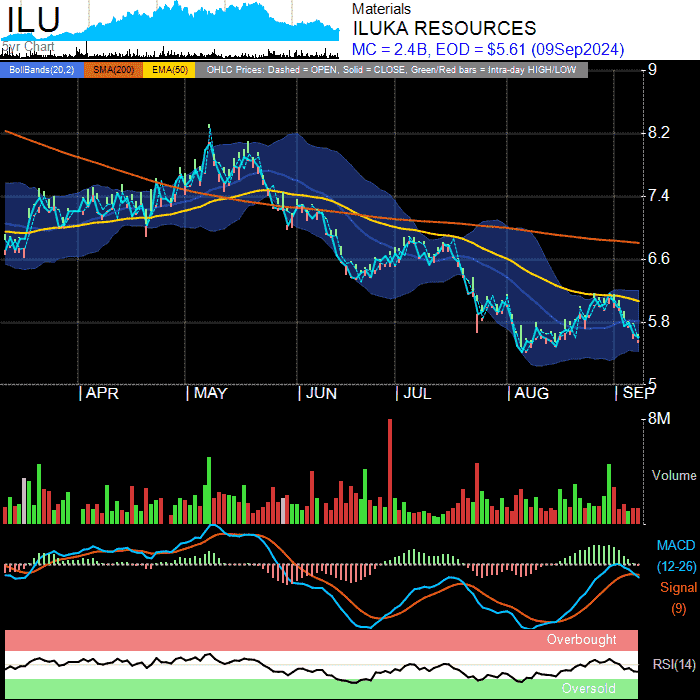 ILU
5yr Chart
Materials
ILUKA RESOURCES
MC = 2.4B, EOD = $5.61 (09Sep2024)
BollBands(20,2) SMA(200) EMA(50) OHLC Prices: Dashed = OPEN, Solid = CLOSE, Green/Red bars = Intra-day HIGH/LOW
9
8.2
7.4
6.6
5.8
5
| APR | MAY | JUN | JUL | AUG | SEP
8M
Volume
MACD
(12-26)
Signal
(9)
Overbought
RSI(14)
Oversold